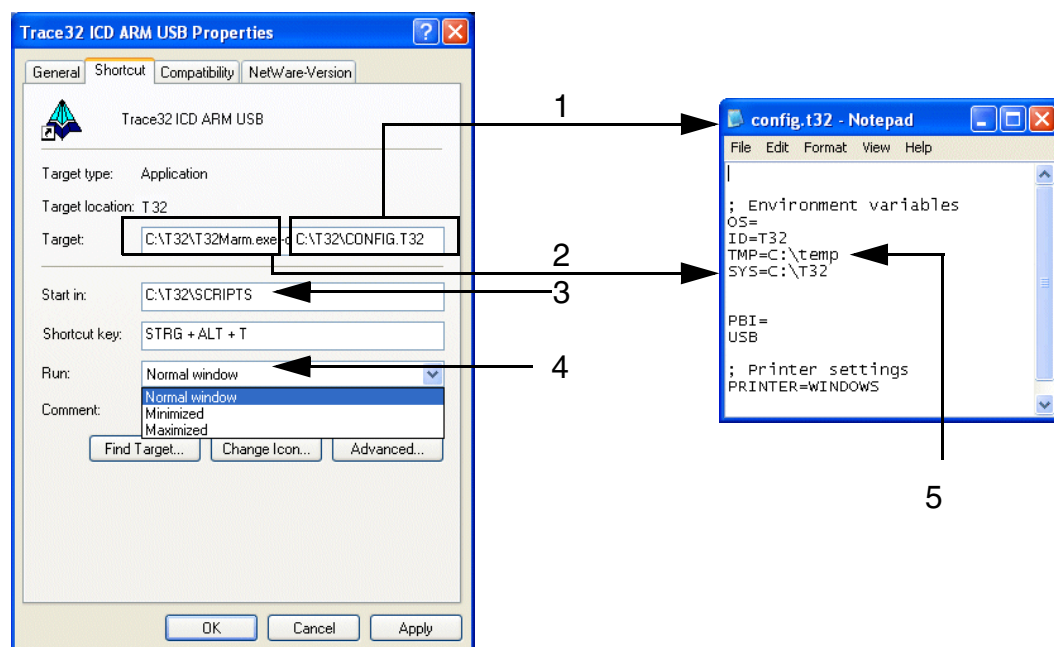 Trace32 ICD ARM USB Properties
General Shortcut Compatibility NetWare-Version
Trace32 ICD ARM USB
Target type: Application
Target location: T32
Target: C:\T32\T32Marm.exe -c C:\T32\CONFIG.T32
Start in: C:\T32\SCRIPTS
Shortcut key: STRG + ALT + T
Run: Normal window
Normal window
Minimized
Maximized
Comment:
Find Target... Change Icon... Advanced...
OK Cancel Apply
1
2
3
4
config.t32 - Notepad
File Edit Format View Help
; Environment variables
OS=
ID=T32
TMP=C:\temp
SYS=C:\T32
PBI=
USB
; Printer settings
PRINTER=WINDOWS
5